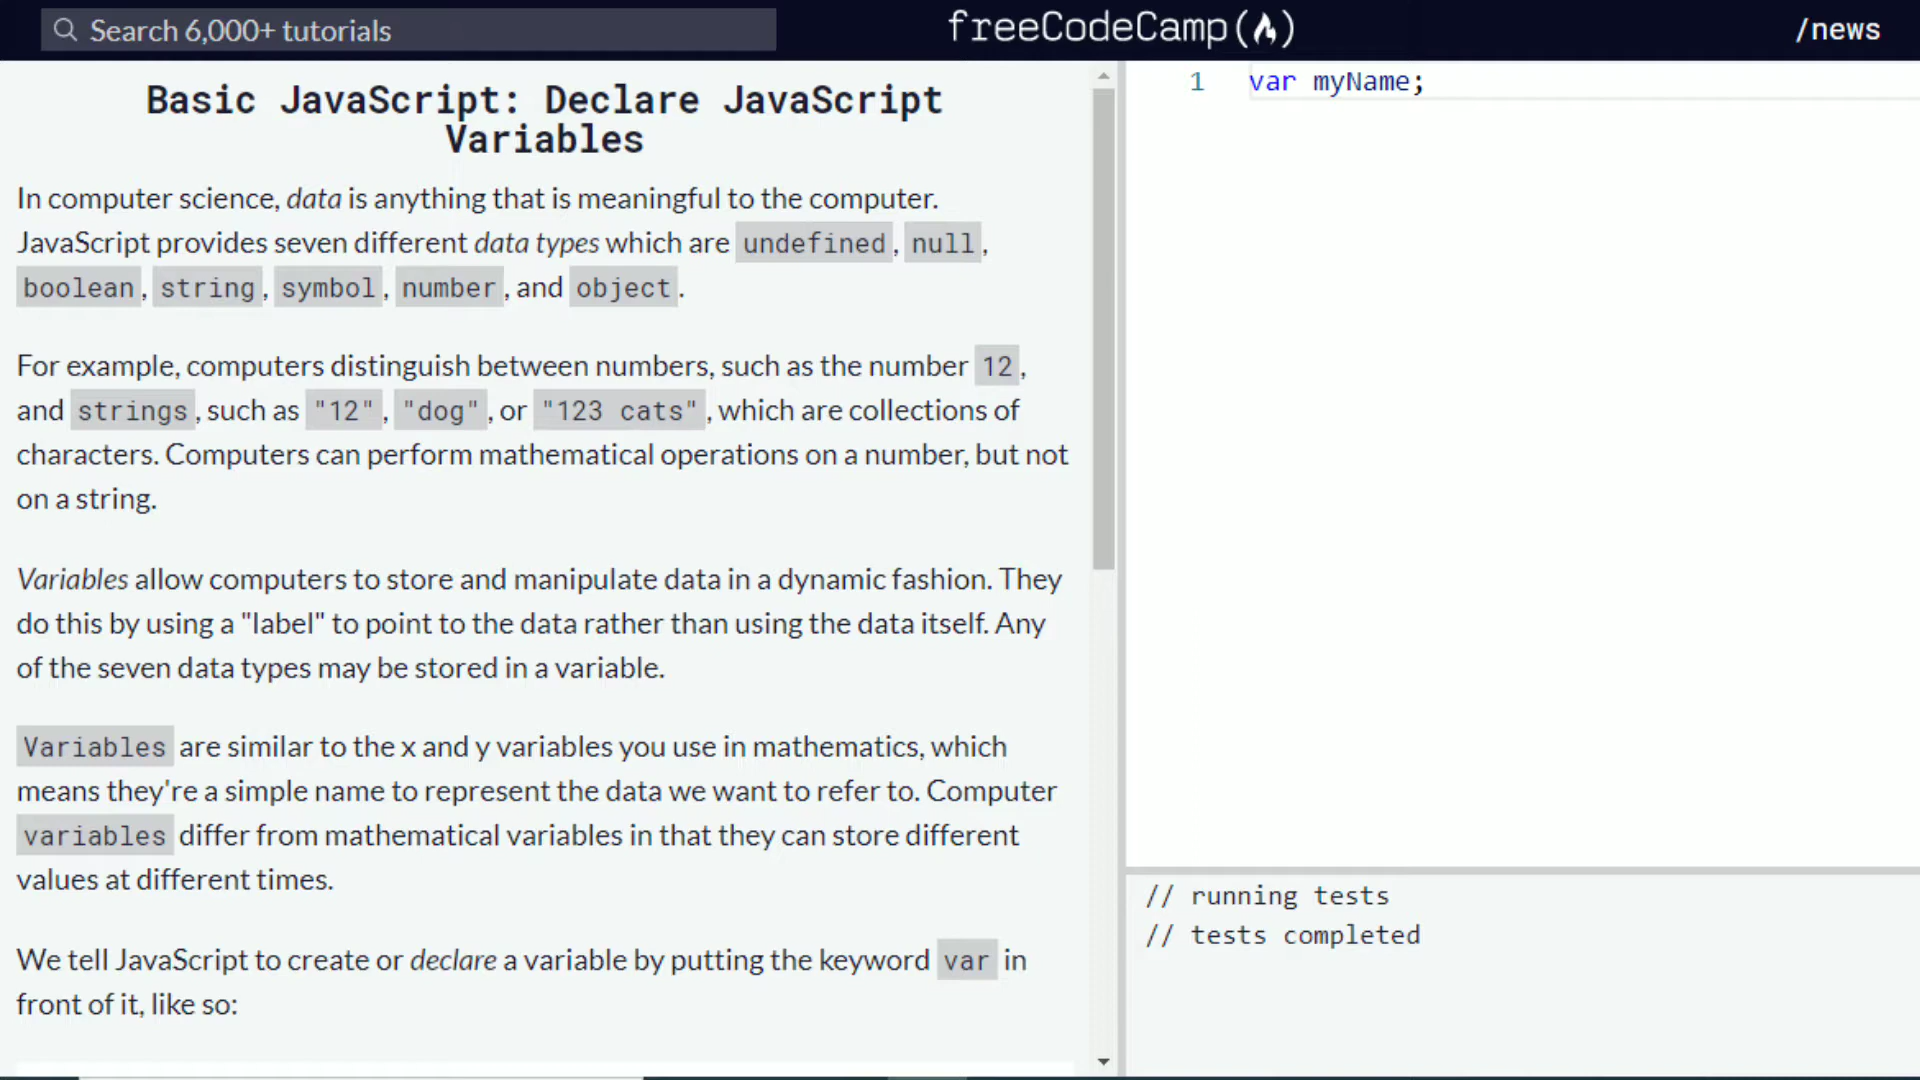 Search 6,000+ tutorials
freeCodeCamp(🔥)
/news
Basic JavaScript: Declare JavaScript
Variables
In computer science, data is anything that is meaningful to the computer.
JavaScript provides seven different data types which are undefined, null,
boolean, string, symbol, number, and object.
For example, computers distinguish between numbers, such as the number 12,
and strings, such as "12", "dog", or "123 cats", which are collections of
characters. Computers can perform mathematical operations on a number, but not
on a string.
Variables allow computers to store and manipulate data in a dynamic fashion. They
do this by using a "label" to point to the data rather than using the data itself. Any
of the seven data types may be stored in a variable.
Variables are similar to the x and y variables you use in mathematics, which
means they're a simple name to represent the data we want to refer to. Computer
variables differ from mathematical variables in that they can store different
values at different times.
We tell JavaScript to create or declare a variable by putting the keyword var in
front of it, like so:
1 var myName;
// running tests
// tests completed